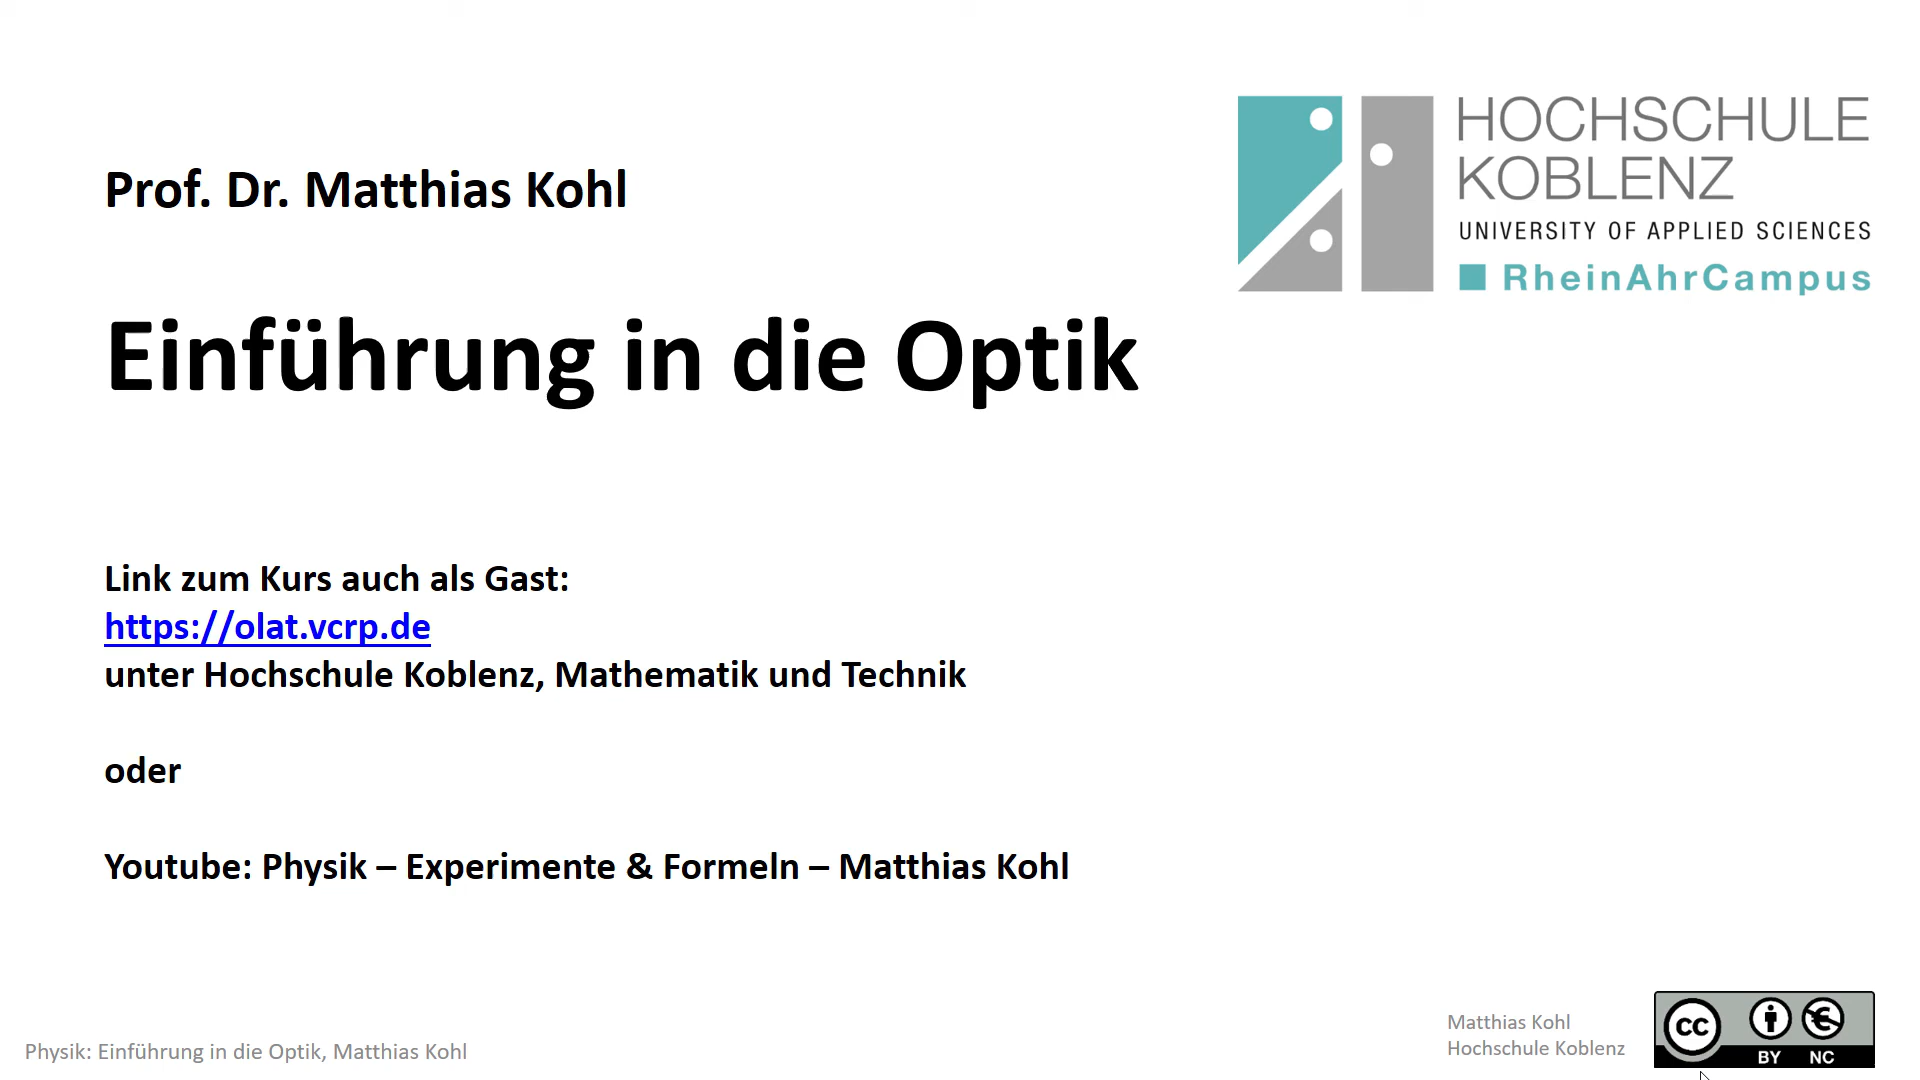 Prof. Dr. Matthias Kohl
HOCHSCHULE
KOBLENZ
UNIVERSITY OF APPLIED SCIENCES
RheinAhrCampus
Einführung in die Optik
Link zum Kurs auch als Gast:
https://olat.vcrp.de
unter Hochschule Koblenz, Mathematik und Technik
oder
Youtube: Physik – Experimente & Formeln – Matthias Kohl
Physik: Einführung in die Optik, Matthias Kohl
Matthias Kohl
Hochschule Koblenz
cc
BY NC